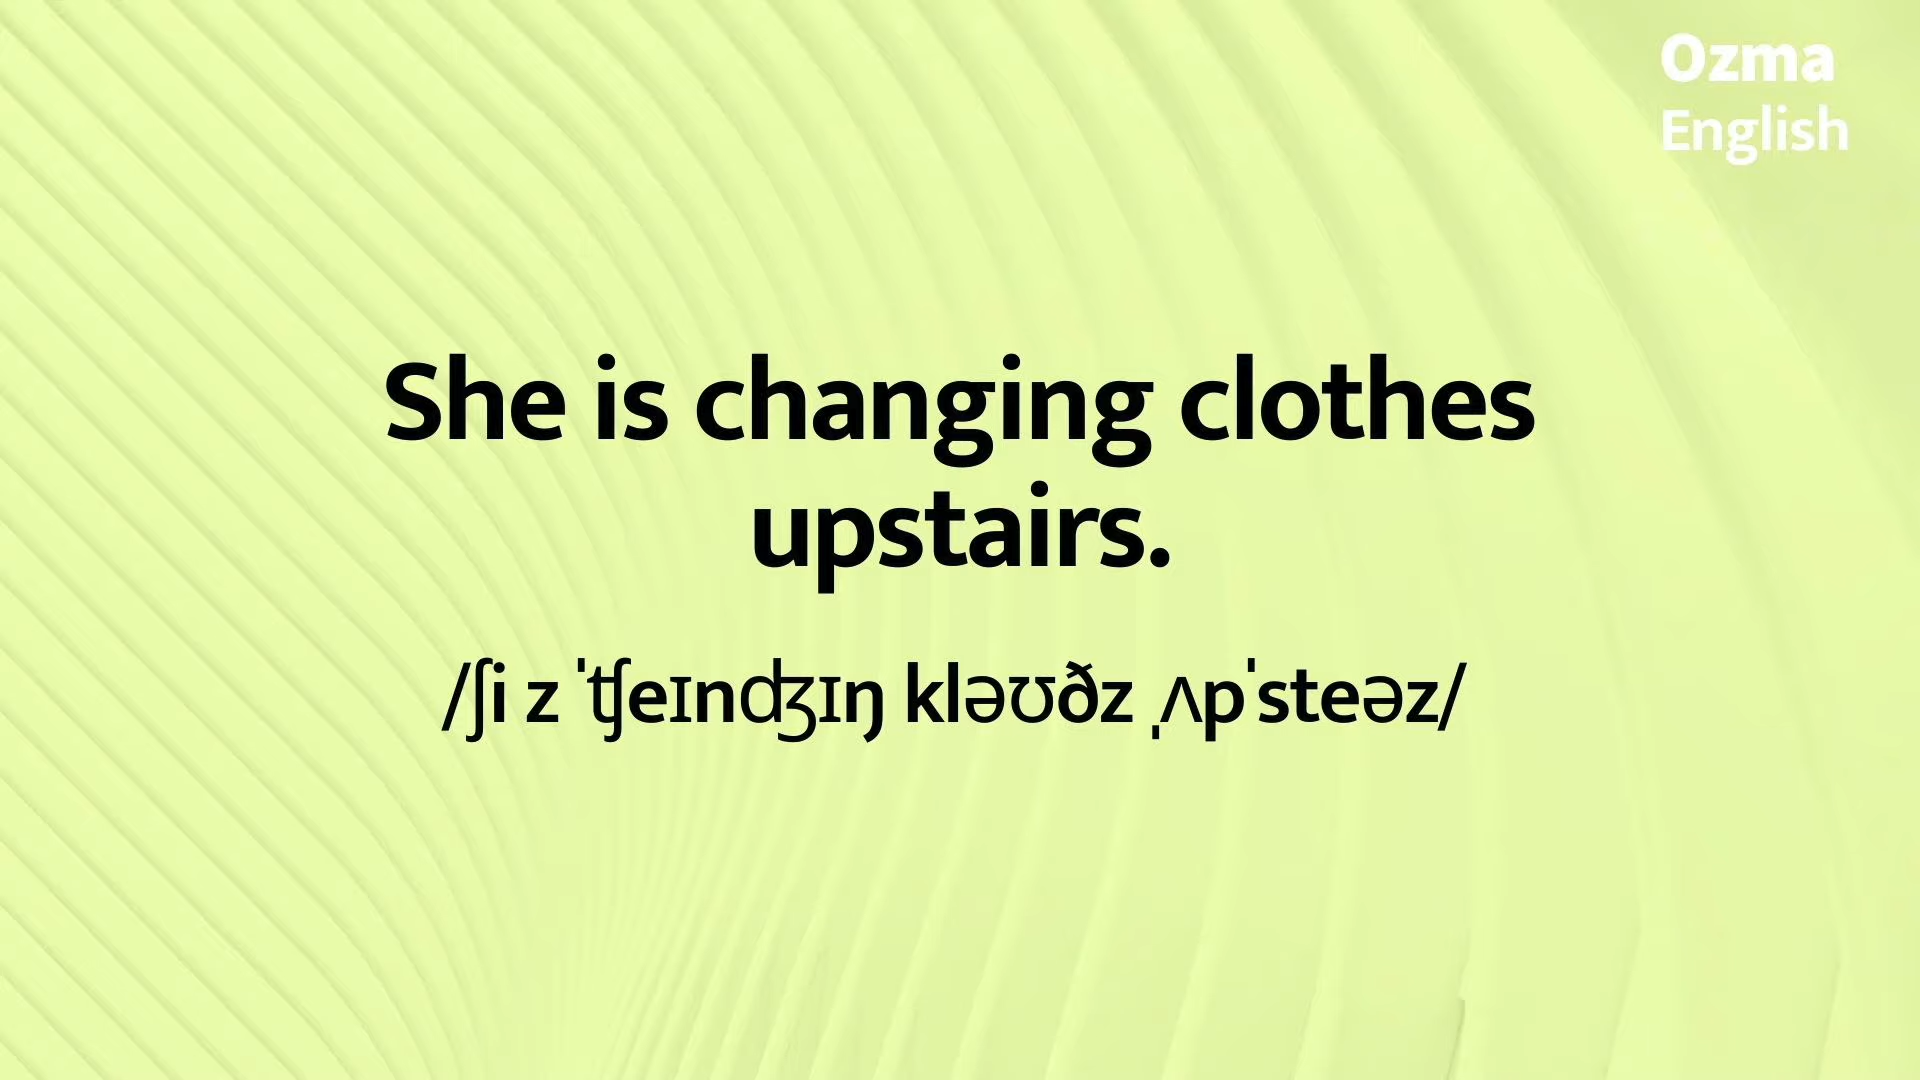 Ozma
English
She is changing clothes
upstairs.
/ʃi z ˈʧeɪnʤɪŋ kləʊðz ˌʌpˈsteəz/